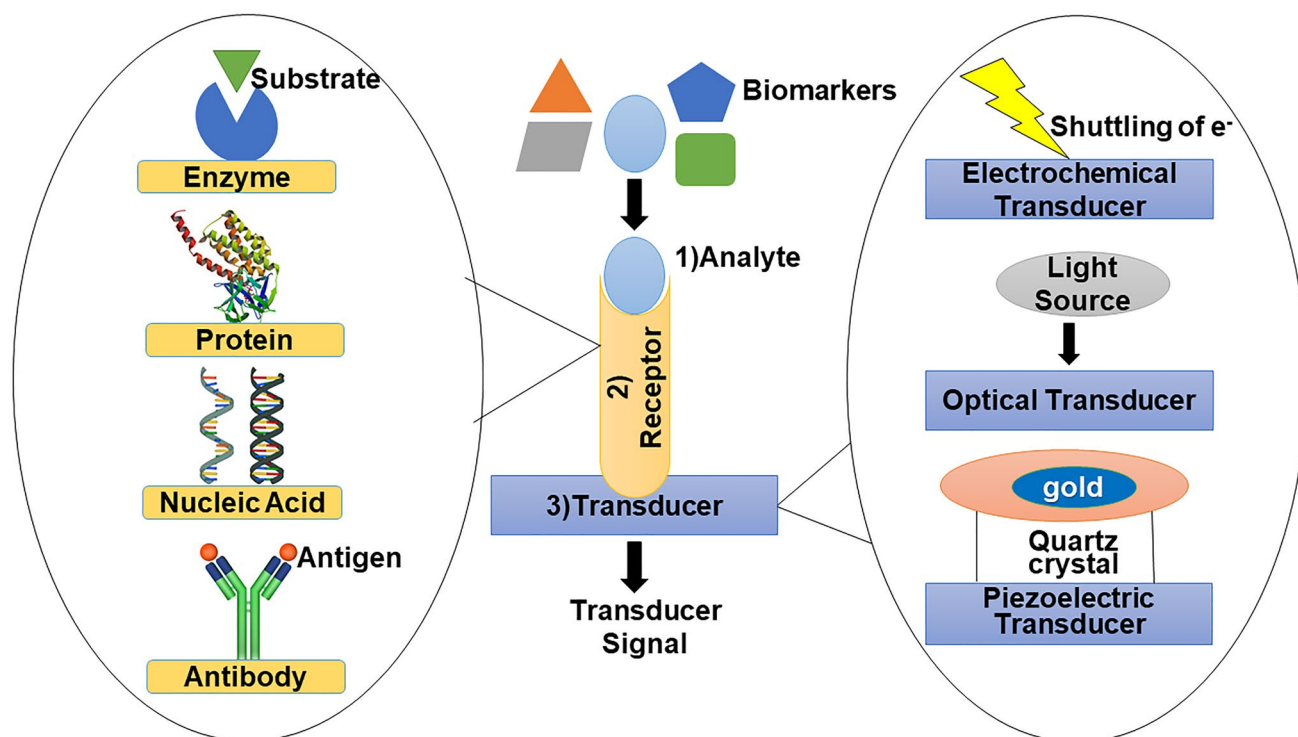 Substrate
Enzyme
Protein
Nucleic Acid
Antigen
Antibody
Biomarkers
1)Analyte
2)
Receptor
3)Transducer
Transducer
Signal
Shuttling of e-
Electrochemical
Transducer
Light
Source
Optical Transducer
gold
Quartz
crystal
Piezoelectric
Transducer